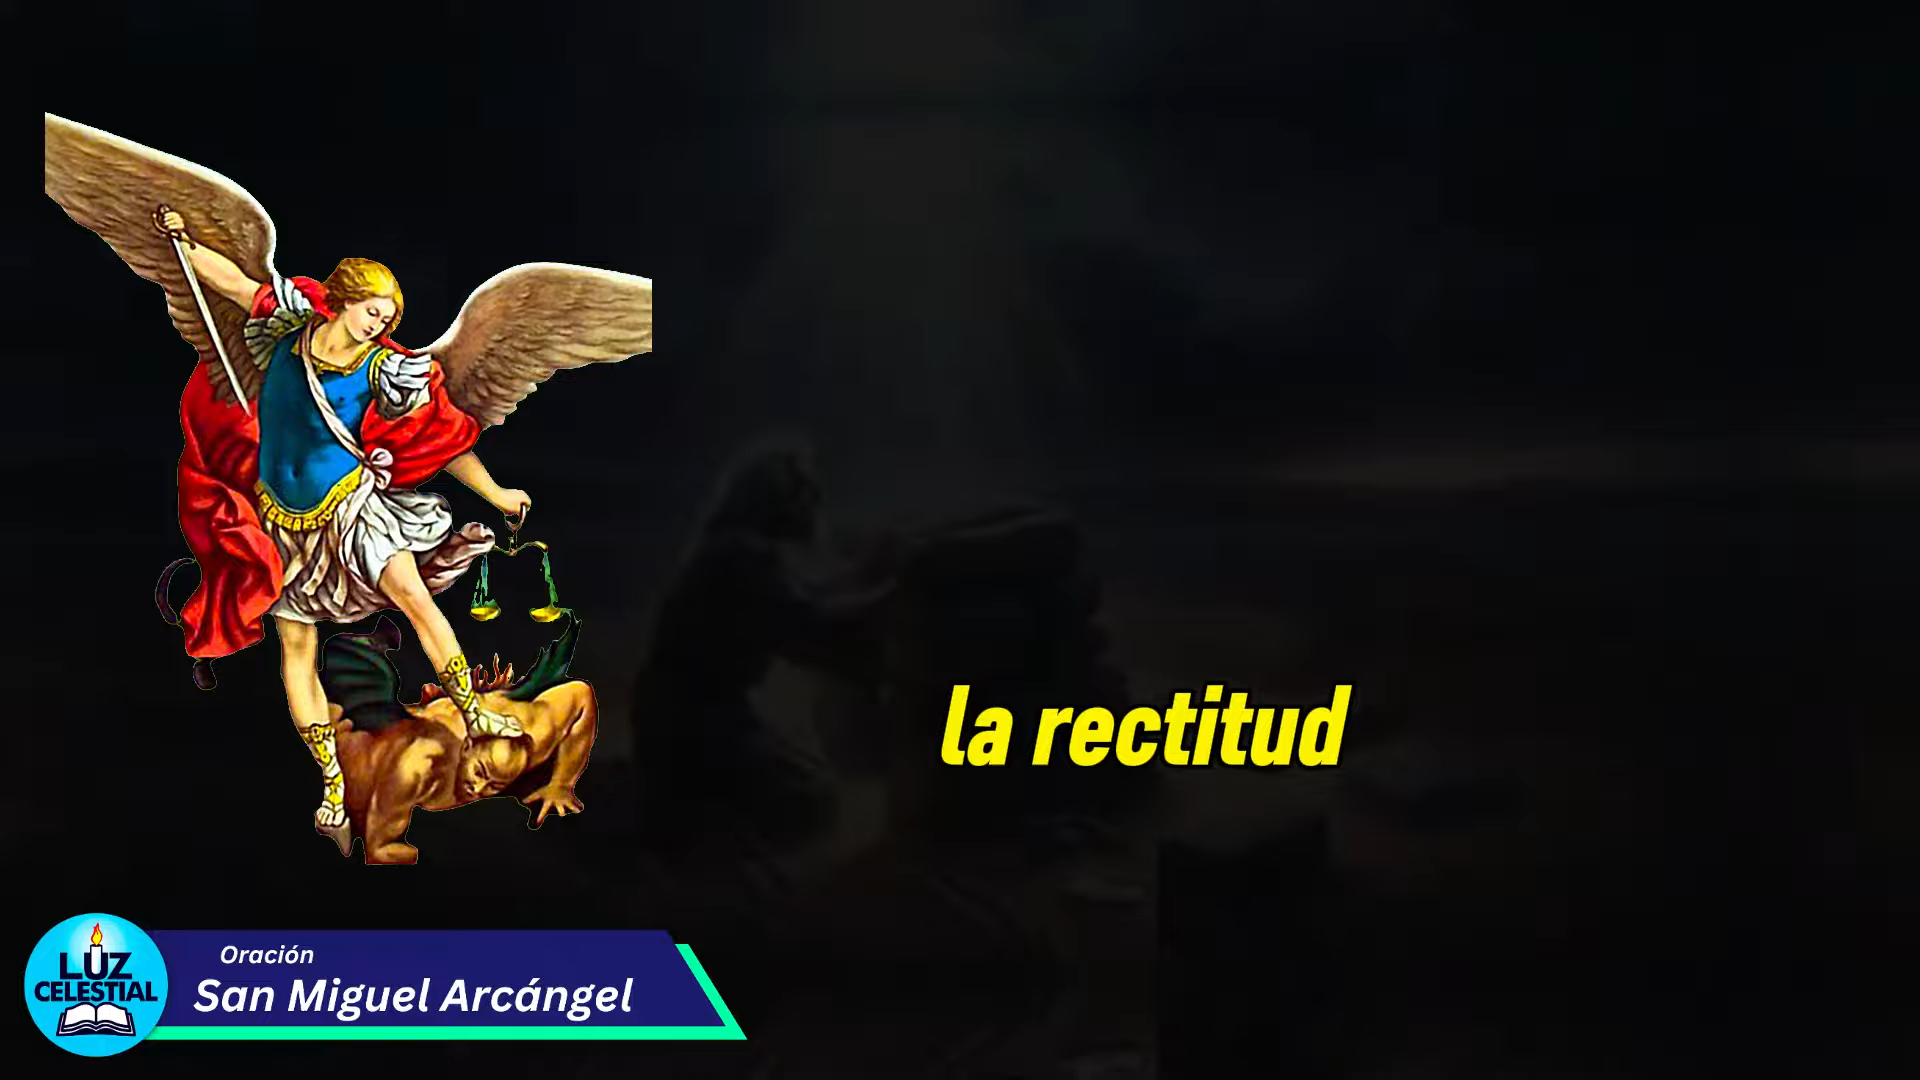 la rectitud
Oración
San Miguel Arcángel
LUZ
CELESTIAL